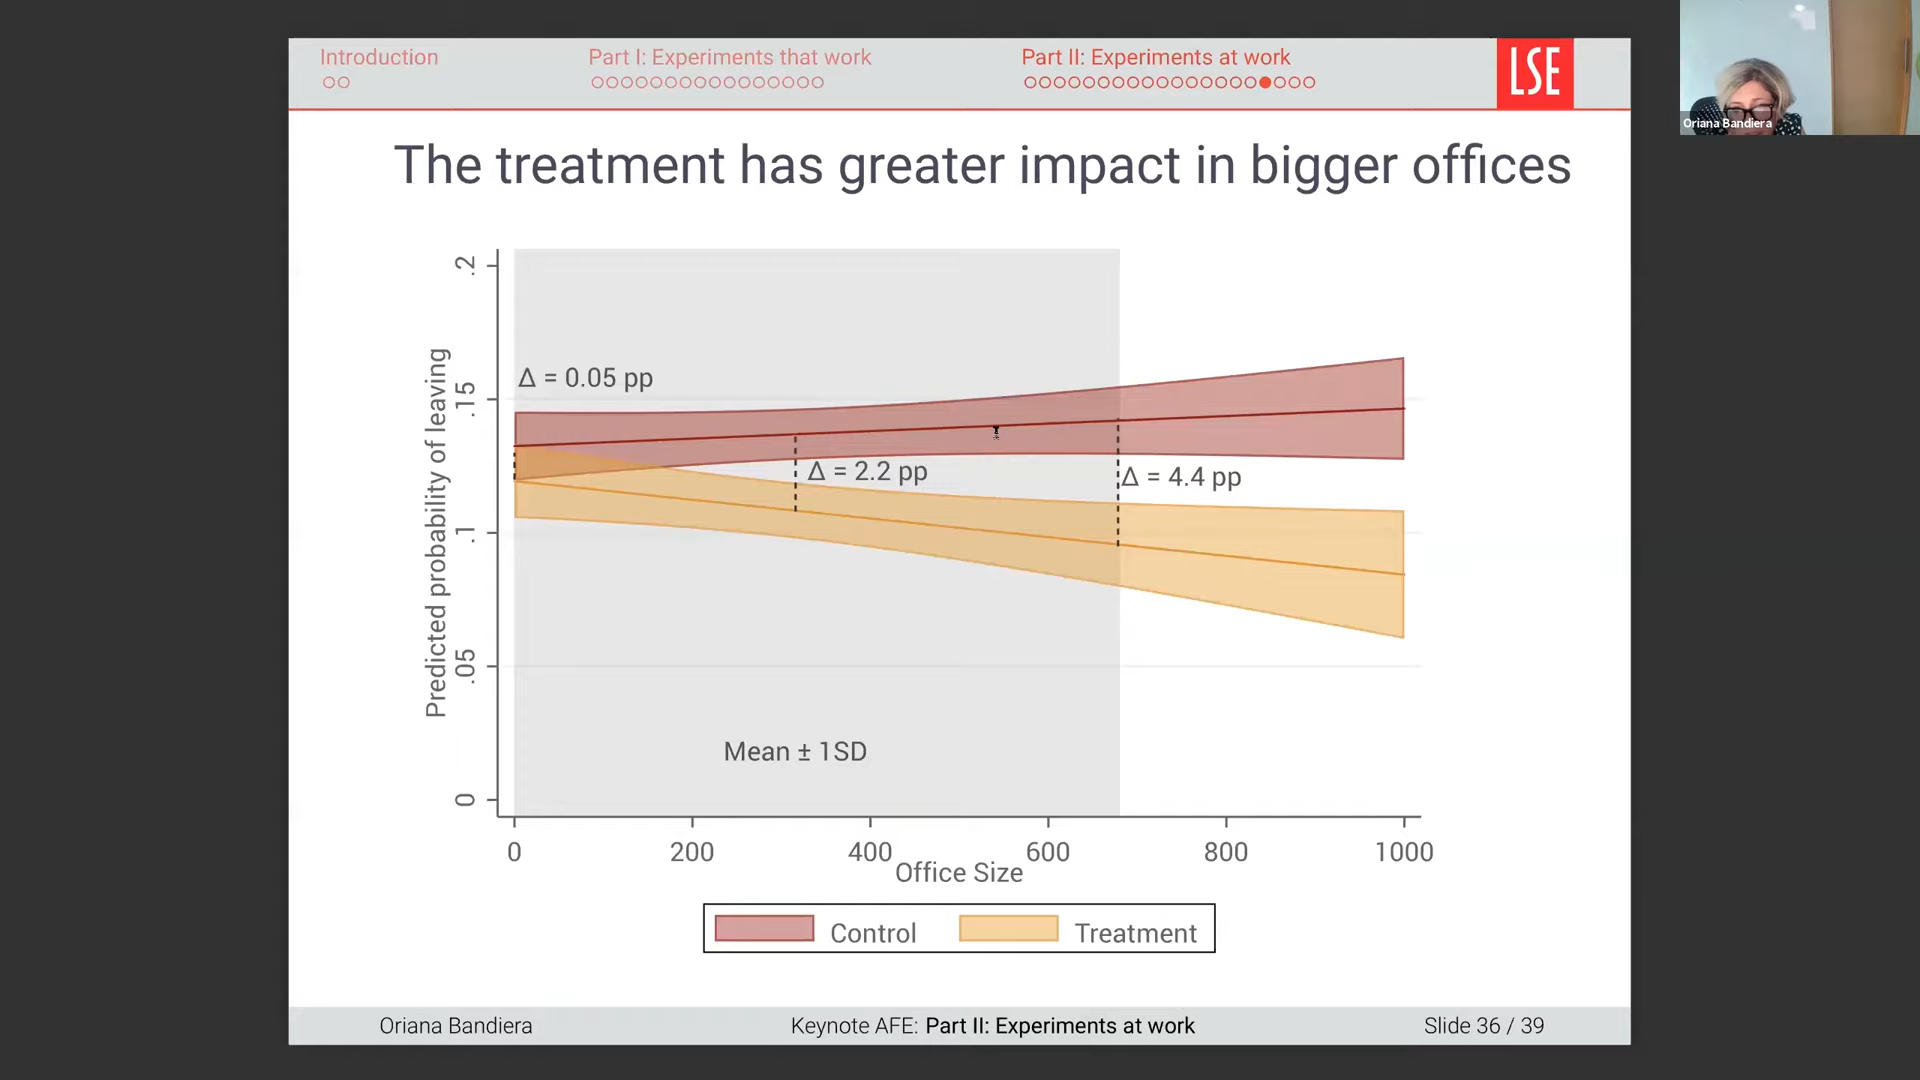 Introduction
Part I: Experiments that work
Part II: Experiments at work
LSE
Oriana Bandiera
The treatment has greater impact in bigger offices
Predicted probability of leaving
.2
.15
.1
.05
0
Δ = 0.05 pp
Δ = 2.2 pp
Δ = 4.4 pp
Mean ± 1SD
0 200 400 600 800 1000
Office Size
Control Treatment
Oriana Bandiera Keynote AFE: Part II: Experiments at work Slide 36 / 39